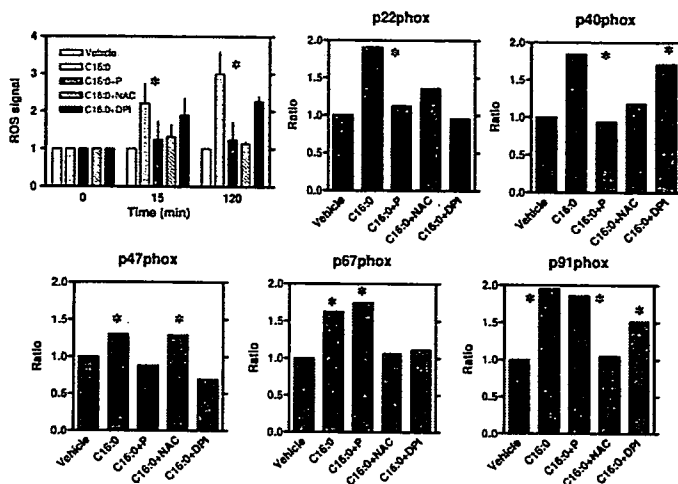 ROS signal
4
3
2
1
0
Vehicle
C16:0
C16:0+P
C16:0+NAC
C16:0+DPI
*
*
0
15
120
Time (min)
p22phox
Ratio
2.0
1.5
1.0
0.5
0.0
*
Vehicle
C16:0
C16:0+P
C16:0+NAC
C16:0+DPI
p40phox
Ratio
2.0
1.5
1.0
0.5
0.0
*
*
Vehicle
C16:0
C16:0+P
C16:0+NAC
C16:0+DPI
p47phox
Ratio
2.0
1.5
1.0
0.5
0.0
*
*
Vehicle
C16:0
C16:0+P
C16:0+NAC
C16:0+DPI
p67phox
Ratio
2.0
1.5
1.0
0.5
0.0
*
*
Vehicle
C16:0
C16:0+P
C16:0+NAC
C16:0+DPI
p91phox
Ratio
2.0
1.5
1.0
0.5
0.0
*
*
*
Vehicle
C16:0
C16:0+P
C16:0+NAC
C16:0+DPI